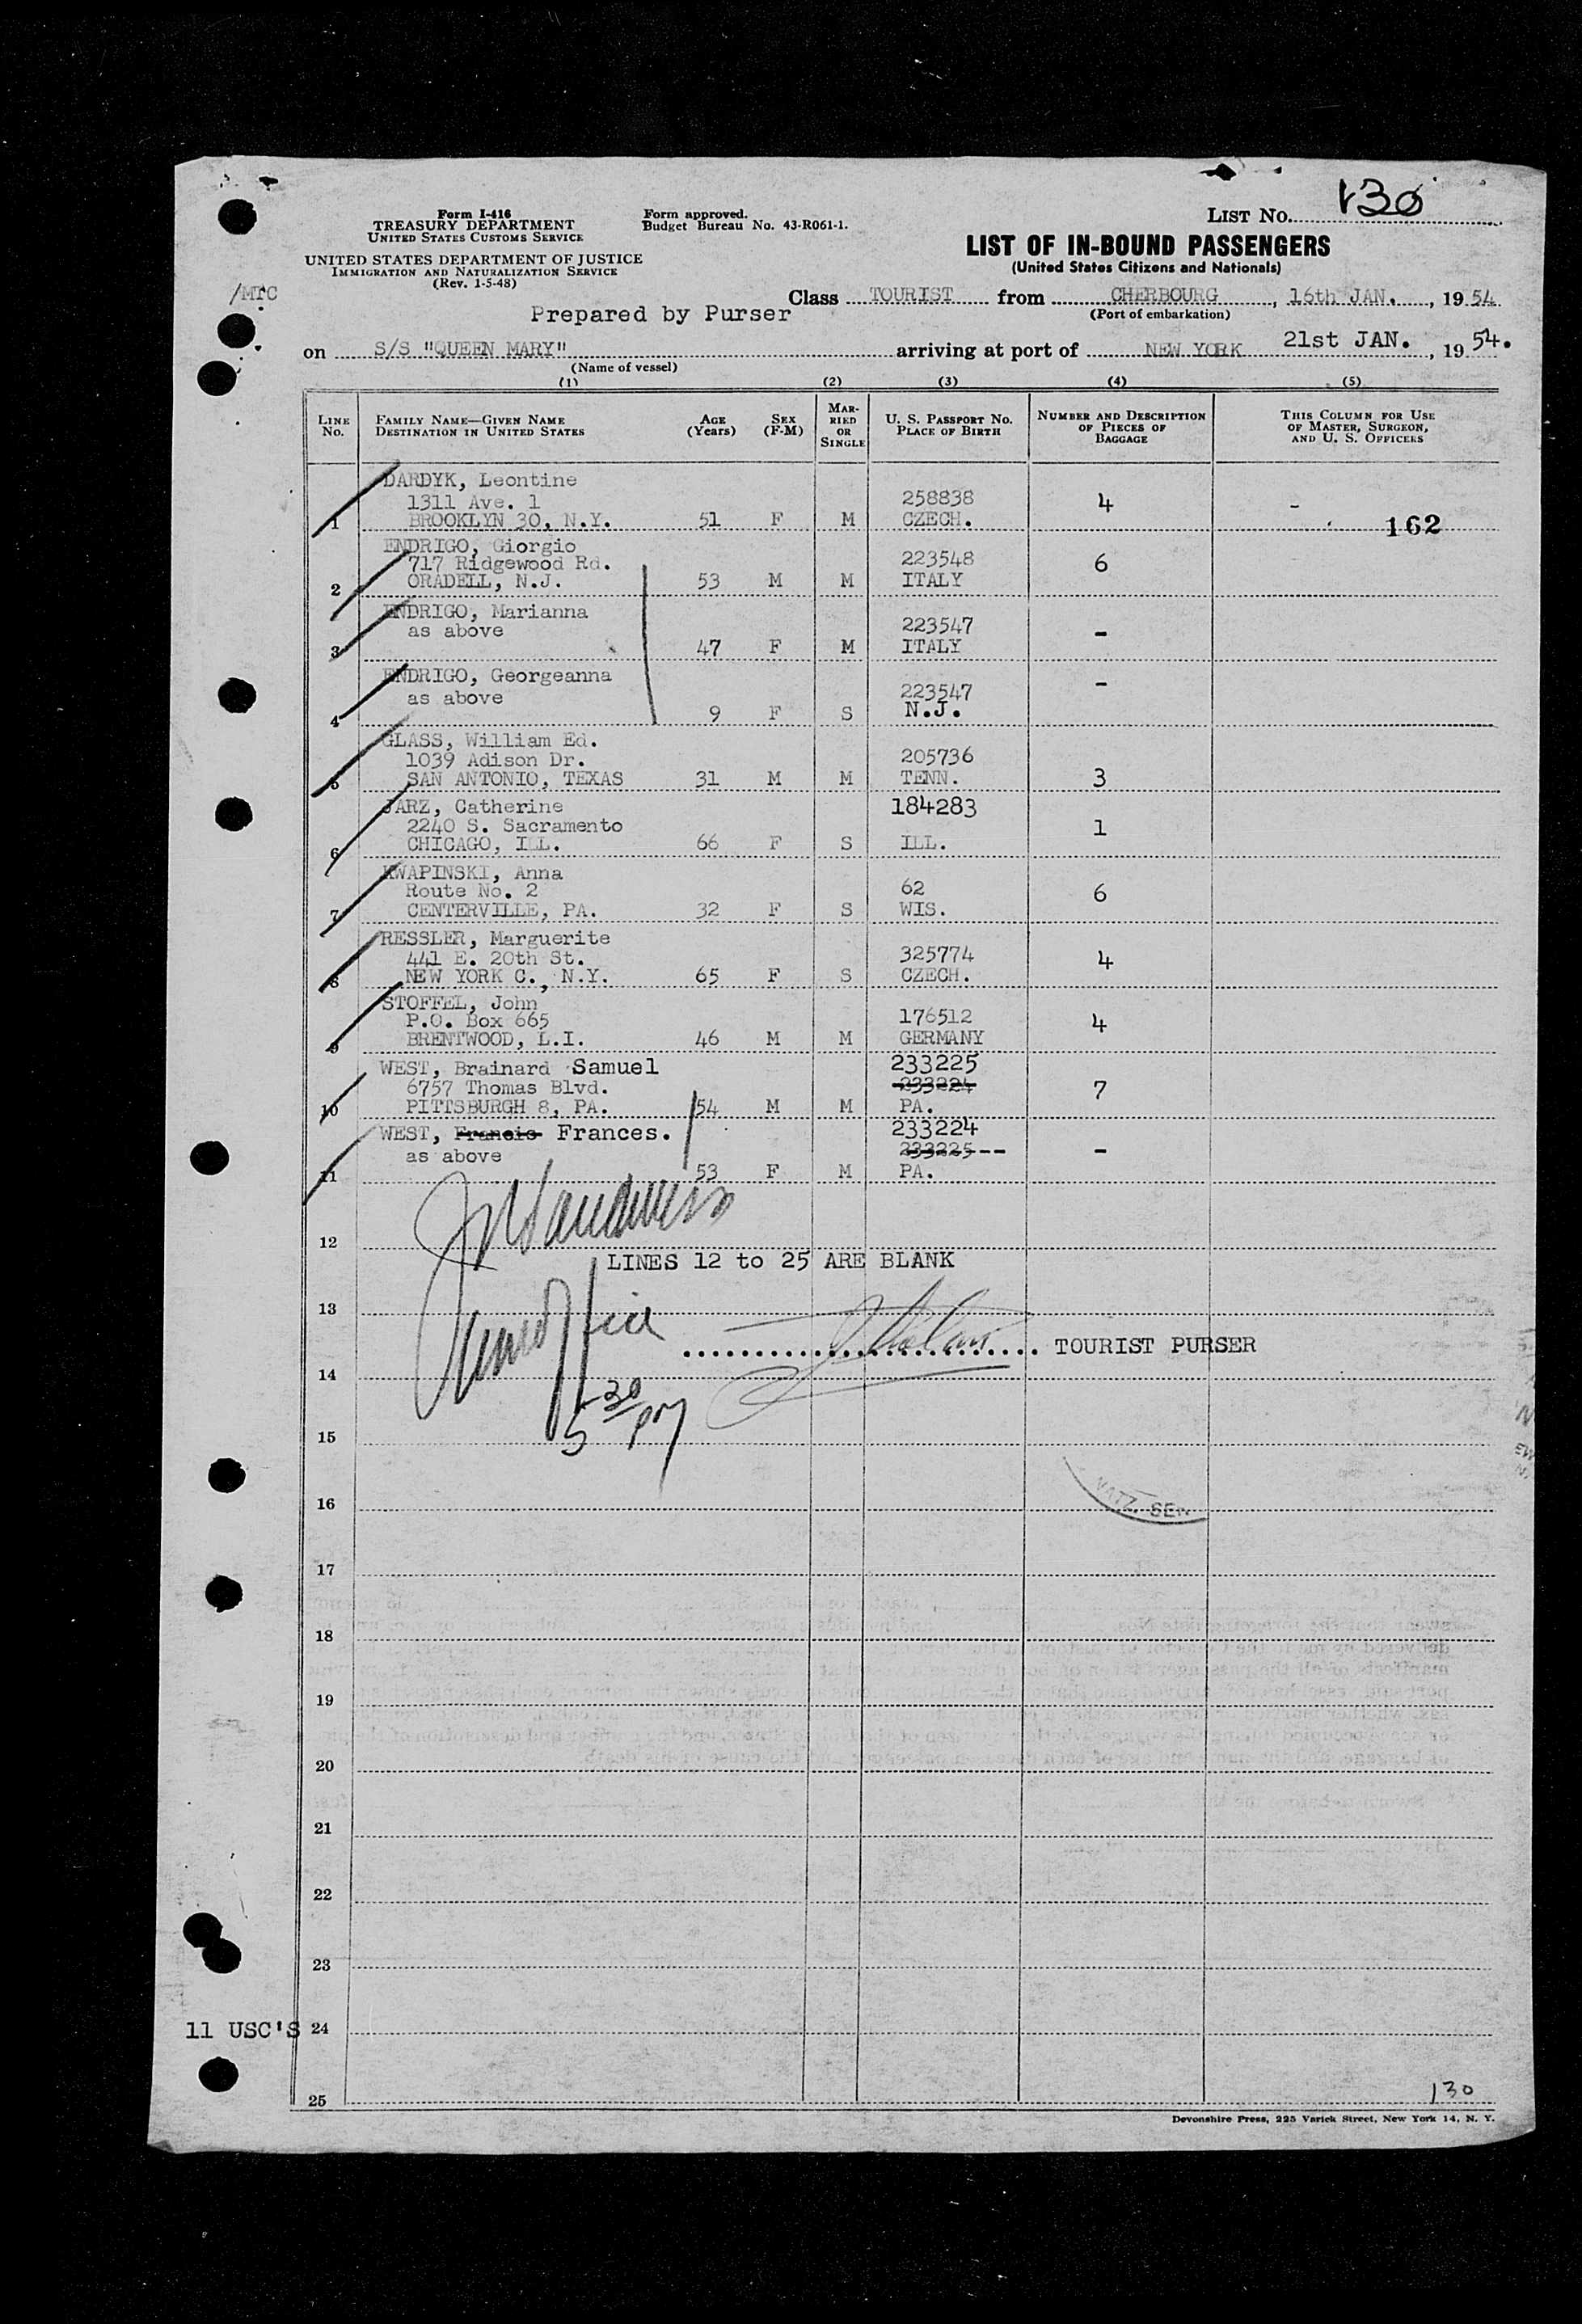 Form I-416
TREASURY DEPARTMENT
UNITED STATES CUSTOMS SERVICE
UNITED STATES DEPARTMENT OF JUSTICE
IMMIGRATION AND NATURALIZATION SERVICE
(Rev. 1-5-48)
Form approved.
Budget Bureau No. 43-R061-1.
LIST NO. 130
LIST OF IN-BOUND PASSENGERS
(United States Citizens and Nationals)
/MTC
Class TOURIST from CHERBOURG, 16th JAN., 1954
(Port of embarkation)
Prepared by Purser
on S/S "QUEEN MARY" arriving at port of NEW YORK 21st JAN., 1954.
(Name of vessel)
(1) (2) (3) (4) (5)
LINE No. FAMILY NAME—GIVEN NAME DESTINATION IN UNITED STATES AGE (Years) SEX (F-M) MARRIED OR SINGLE U. S. PASSPORT NO. PLACE OF BIRTH NUMBER AND DESCRIPTION OF PIECES OF BAGGAGE THIS COLUMN FOR USE OF MASTER, SURGEON, AND U. S. OFFICERS
DARDYK, Leontine
1311 Ave. 1 258838 4 -
1 BROOKLYN 30, N.Y. 51 F M CZECH. 162
ENDRIGO, Giorgio
717 Ridgewood Rd. 223548 6
2 ORADELL, N.J. 53 M M ITALY
ENDRIGO, Marianna
as above 223547 -
3 47 F M ITALY
ENDRIGO, Georgeanna
as above 223547 -
4 9 F S N.J.
GLASS, William Ed.
1039 Adison Dr. 205736
5 SAN ANTONIO, TEXAS 31 M M TENN. 3
JARZ, Catherine 184283
2240 S. Sacramento 1
6 CHICAGO, ILL. 66 F S ILL.
KWAPINSKI, Anna
Route No. 2 62 6
7 CENTERVILLE, PA. 32 F S WIS.
RESSLER, Marguerite
441 E. 20th St. 325774 4
8 NEW YORK C., N.Y. 65 F S CZECH.
STOFFEL, John
P.O. Box 665 176512 4
9 BRENTWOOD, L.I. 46 M M GERMANY
WEST, Brainard Samuel 233225
6757 Thomas Blvd. 233224 7
10 PITTSBURGH 8, PA. 54 M M PA.
WEST, Francis Frances. 233224
as above 233225-- -
11 53 F M PA.
12
LINES 12 to 25 ARE BLANK
13
TOURIST PURSER
14
5 30 PM
15
NATZ. SER.
16
17
18
19
20
21
22
23
11 USC'S 24
25
130
Devonshire Press, 225 Varick Street, New York 14, N. Y.